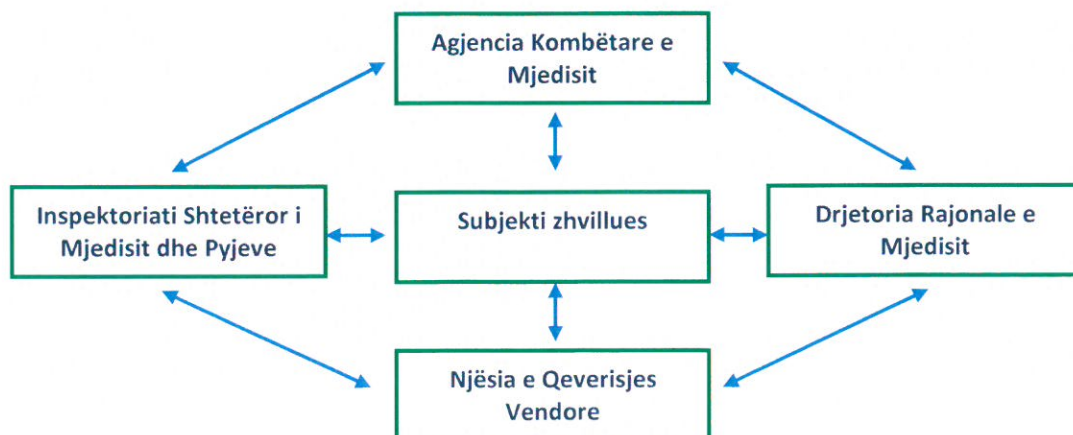 Agjencia Kombëtare e
Mjedisit
Inspektoriati Shtetëror i
Mjedisit dhe Pyjeve
Subjekti zhvillues
Drjetoria Rajonale e
Mjedisit
Njësia e Qeverisjes
Vendore